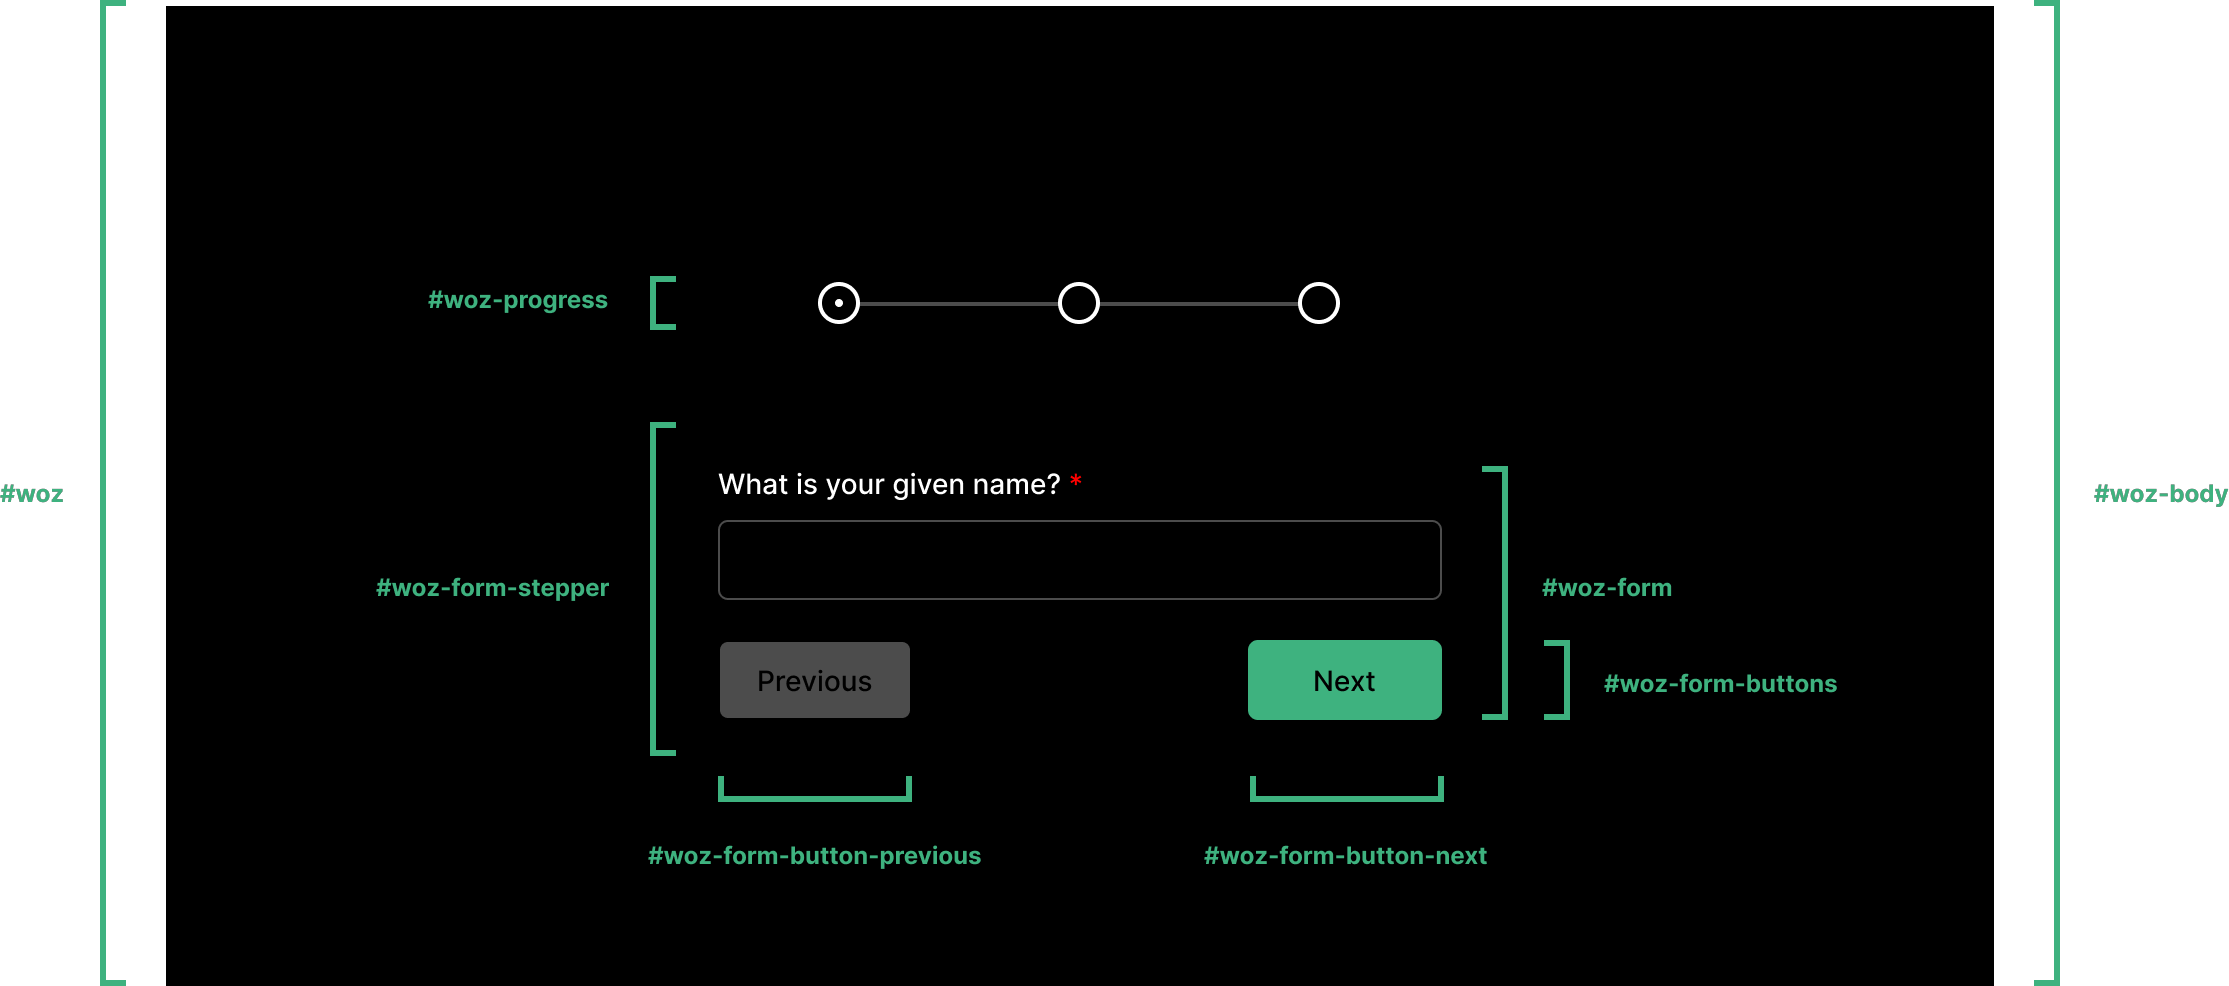 #woz-progress
What is your given name? *
#woz
#woz-body
#woz-form-stepper
#woz-form
Previous
Next
#woz-form-buttons
#woz-form-button-previous
#woz-form-button-next